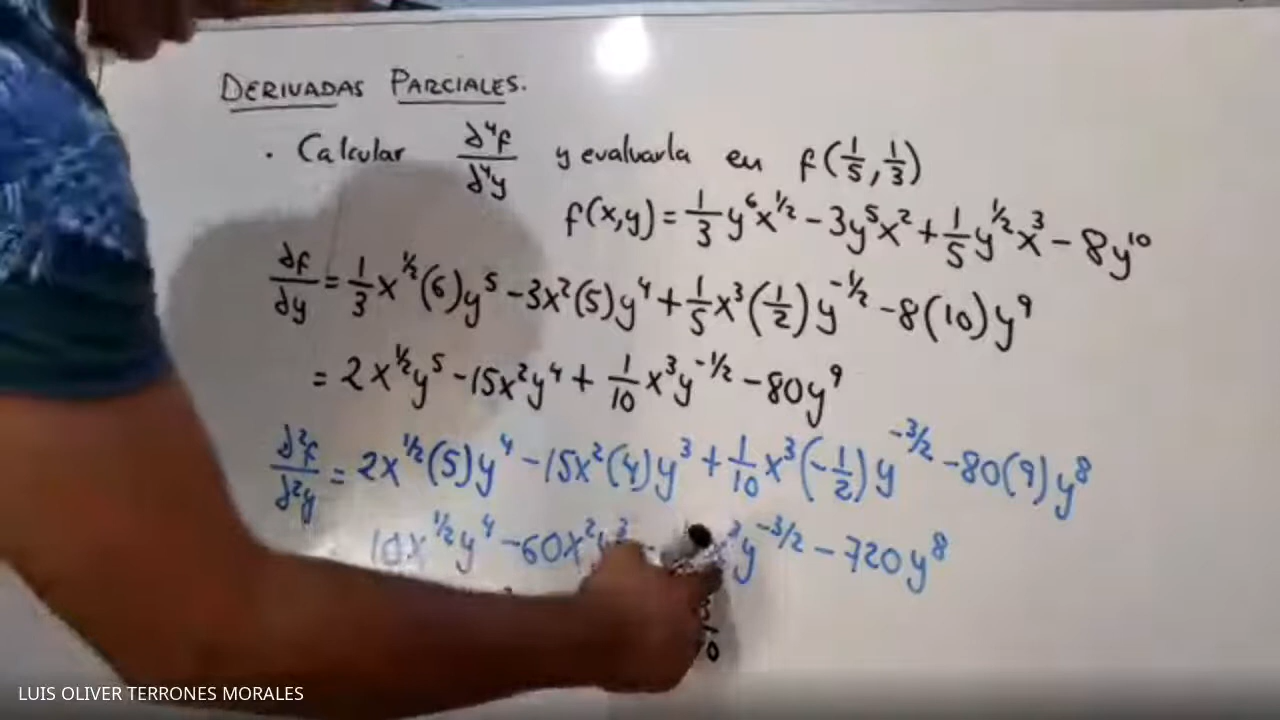 DERIVADAS PARCIALES.
· Calcular ∂⁴f/∂⁴y y evaluarla en f(1/5, 1/3)
f(x,y) = 1/3 y⁶x^1/2 - 3y⁵x² + 1/5 y^1/2 x³ - 8y¹⁰
∂f/∂y = 1/3 x^1/2 (6)y⁵ - 3x²(5)y⁴ + 1/5 x³(1/2)y^-1/2 - 8(10)y⁹
= 2x^1/2 y⁵ - 15x²y⁴ + 1/10 x³y^-1/2 - 80y⁹
∂²f/∂²y = 2x^1/2 (5)y⁴ - 15x²(4)y³ + 1/10 x³(-1/2)y^-3/2 - 80(9)y⁸
10x^1/2 y⁴ - 60x²y³ ³y^-3/2 - 720y⁸
LUIS OLIVER TERRONES MORALES